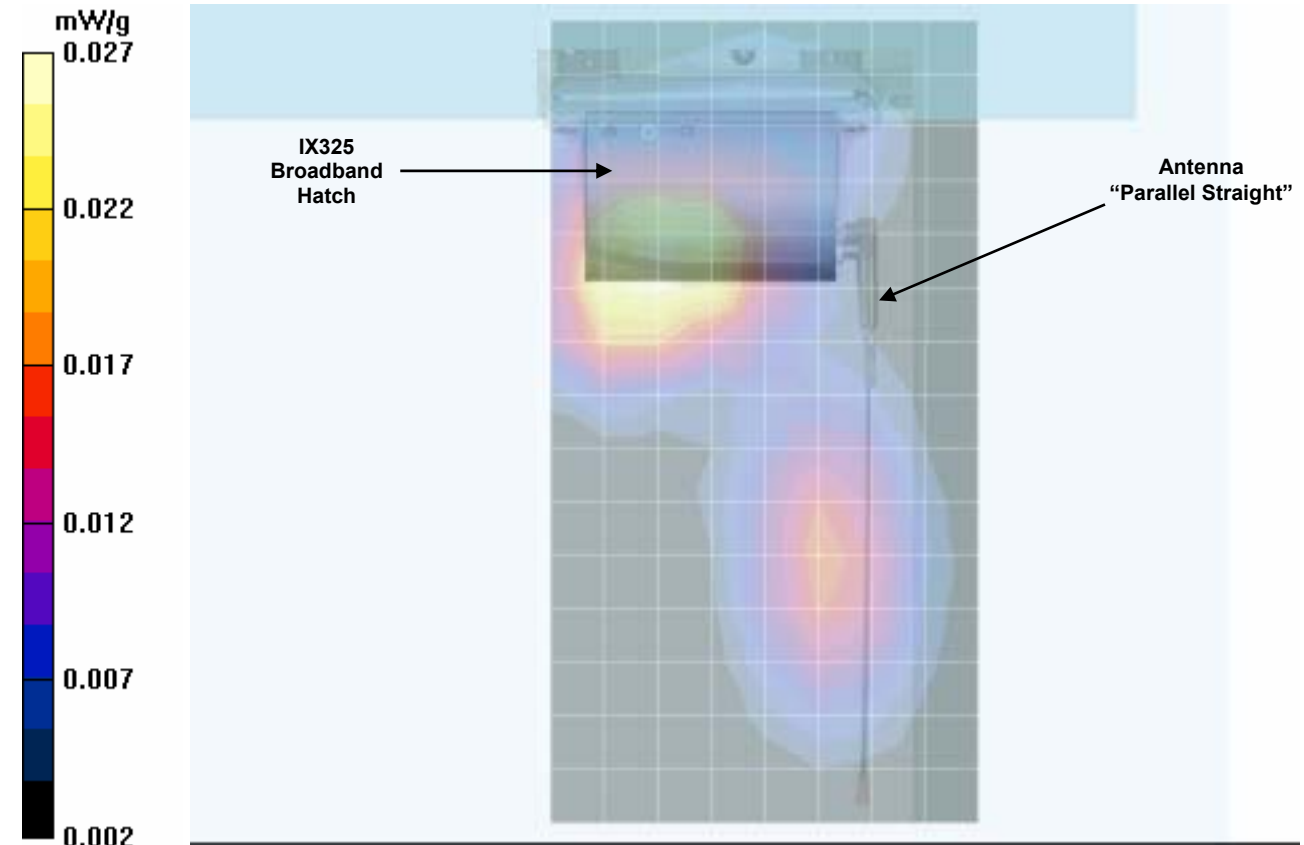 mW/g
0.027
0.022
0.017
0.012
0.007
0.002
IX325
Broadband
Hatch
Antenna
“Parallel Straight”